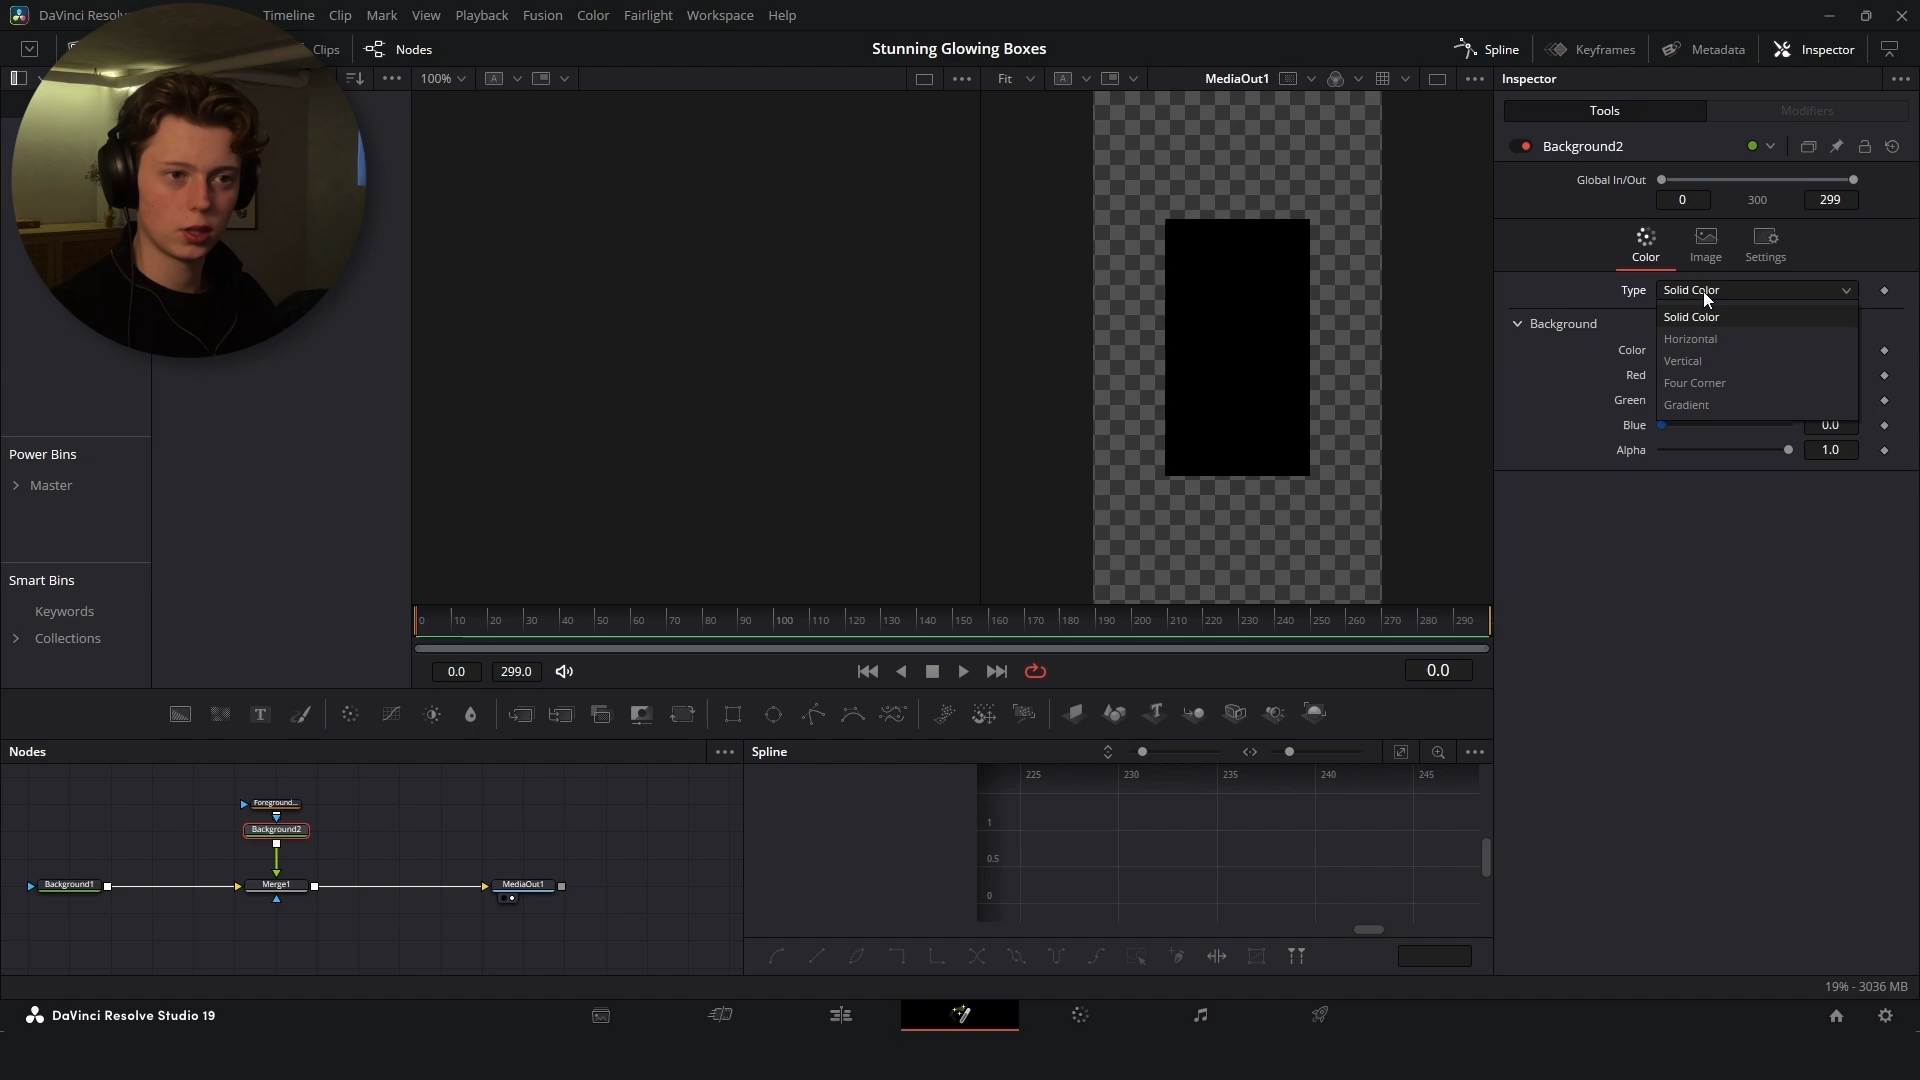 DaVinci Resolv
Timeline
Clip
Mark
View
Playback
Fusion
Color
Fairlight
Workspace
Help
Clips
Nodes
Stunning Glowing Boxes
Spline
Keyframes
Metadata
Inspector
100%
A
Fit
A
MediaOut1
Inspector
Tools
Modifiers
Background2
Global In/Out
0
300
299
Color
Image
Settings
Type
Solid Color
Solid Color
Horizontal
Vertical
Four Corner
Gradient
Background
Color
Red
Green
Blue
0.0
Alpha
1.0
Power Bins
Master
Smart Bins
Keywords
Collections
0 10 20 30 40 50 60 70 80 90 100 110 120 130 140 150 160 170 180 190 200 210 220 230 240 250 260 270 280 290
0.0
299.0
0.0
T
T
Nodes
Spline
225 230 235 240 245
1
0.5
0
Foreground...
Background2
Background1
Merge1
MediaOut1
19% - 3036 MB
DaVinci Resolve Studio 19